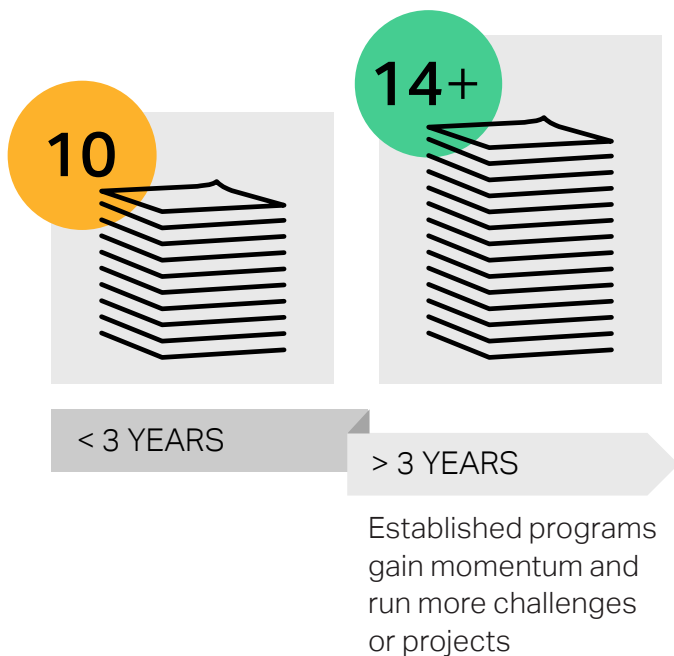 10
14+
< 3 YEARS
> 3 YEARS
Established programs
gain momentum and
run more challenges
or projects